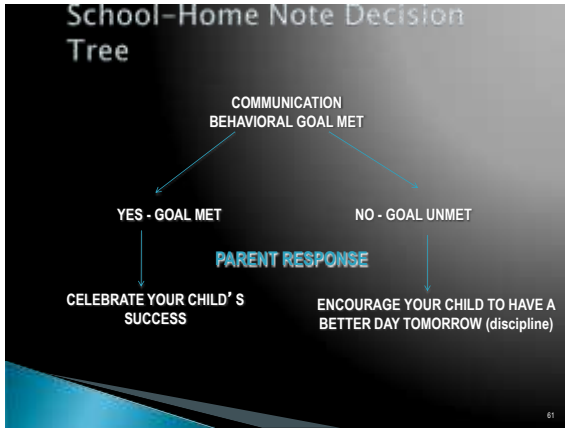 School-Home Note Decision
Tree
COMMUNICATION
BEHAVIORAL GOAL MET
YES - GOAL MET
NO - GOAL UNMET
PARENT RESPONSE
CELEBRATE YOUR CHILD’ S
SUCCESS
ENCOURAGE YOUR CHILD TO HAVE A
BETTER DAY TOMORROW (discipline)
61